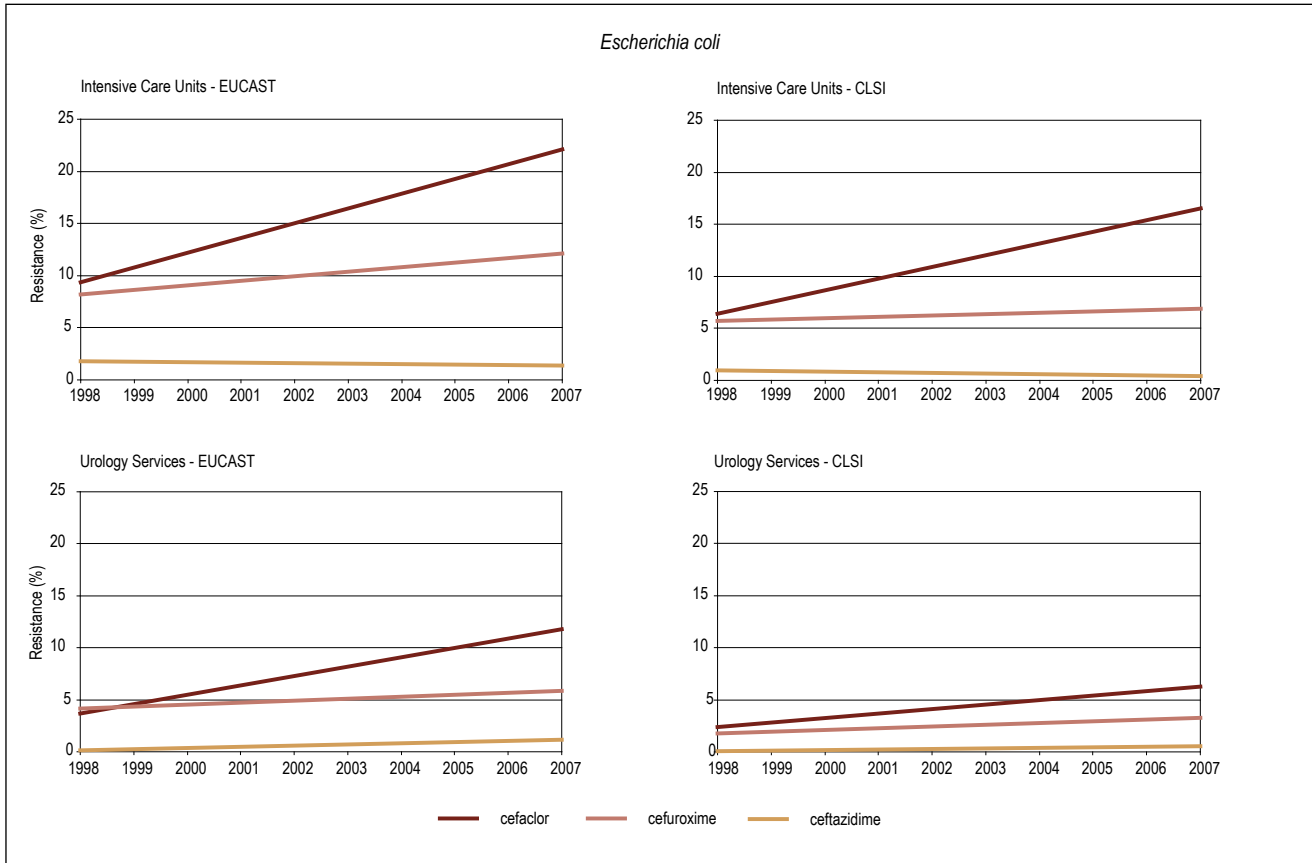 Escherichia coli
Intensive Care Units - EUCAST
Resistance (%)
25
20
15
10
5
0
1998 1999 2000 2001 2002 2003 2004 2005 2006 2007
Intensive Care Units - CLSI
25
20
15
10
5
0
1998 1999 2000 2001 2002 2003 2004 2005 2006 2007
Urology Services - EUCAST
Resistance (%)
25
20
15
10
5
0
1998 1999 2000 2001 2002 2003 2004 2005 2006 2007
Urology Services - CLSI
25
20
15
10
5
0
1998 1999 2000 2001 2002 2003 2004 2005 2006 2007
cefaclor cefuroxime ceftazidime